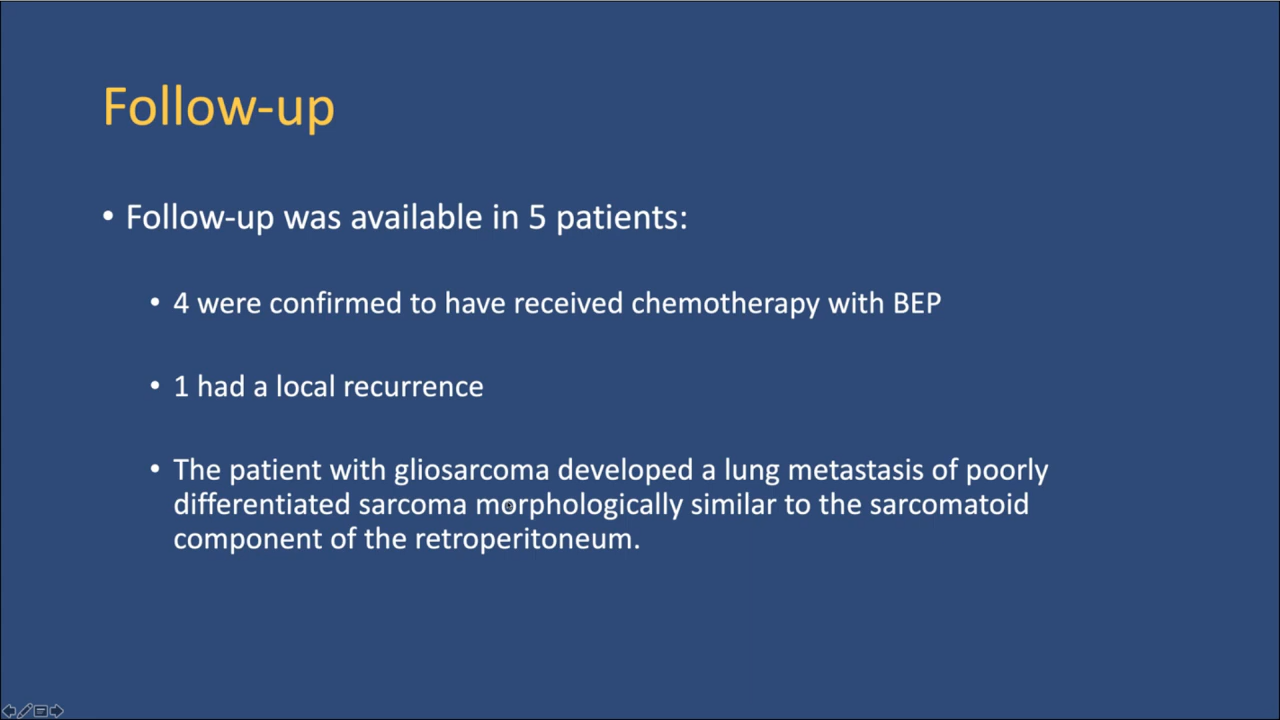 Follow-up
• Follow-up was available in 5 patients:
• 4 were confirmed to have received chemotherapy with BEP
• 1 had a local recurrence
• The patient with gliosarcoma developed a lung metastasis of poorly
differentiated sarcoma morphologically similar to the sarcomatoid
component of the retroperitoneum.